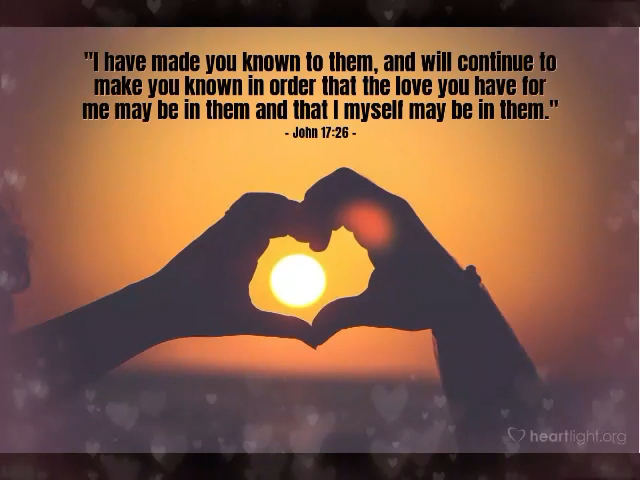 "I have made you known to them, and will continue to
make you known in order that the love you have for
me may be in them and that I myself may be in them."
- John 17:26 -
heartlight.org